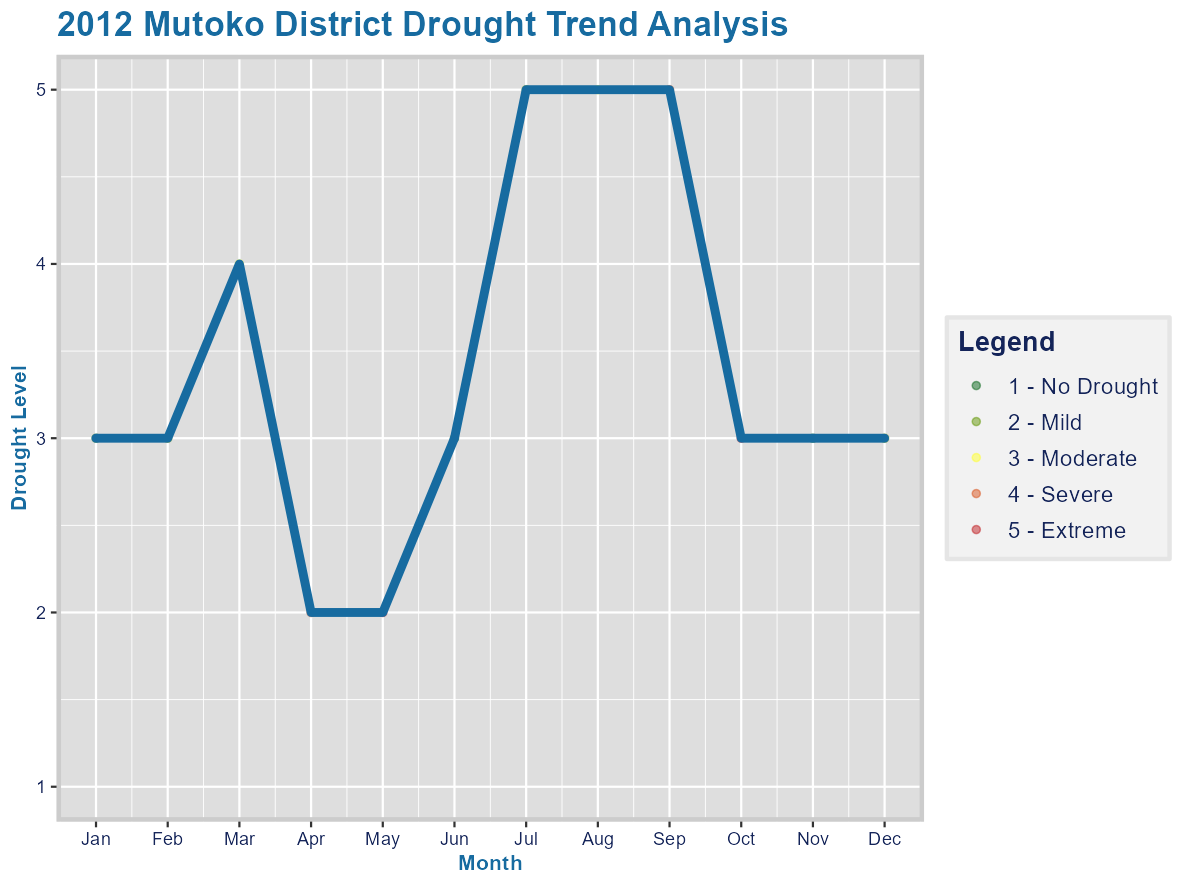 2012 Mutoko District Drought Trend Analysis
Drought Level
5
4
3
2
1
Jan Feb Mar Apr May Jun Jul Aug Sep Oct Nov Dec
Month
Legend
1 - No Drought
2 - Mild
3 - Moderate
4 - Severe
5 - Extreme